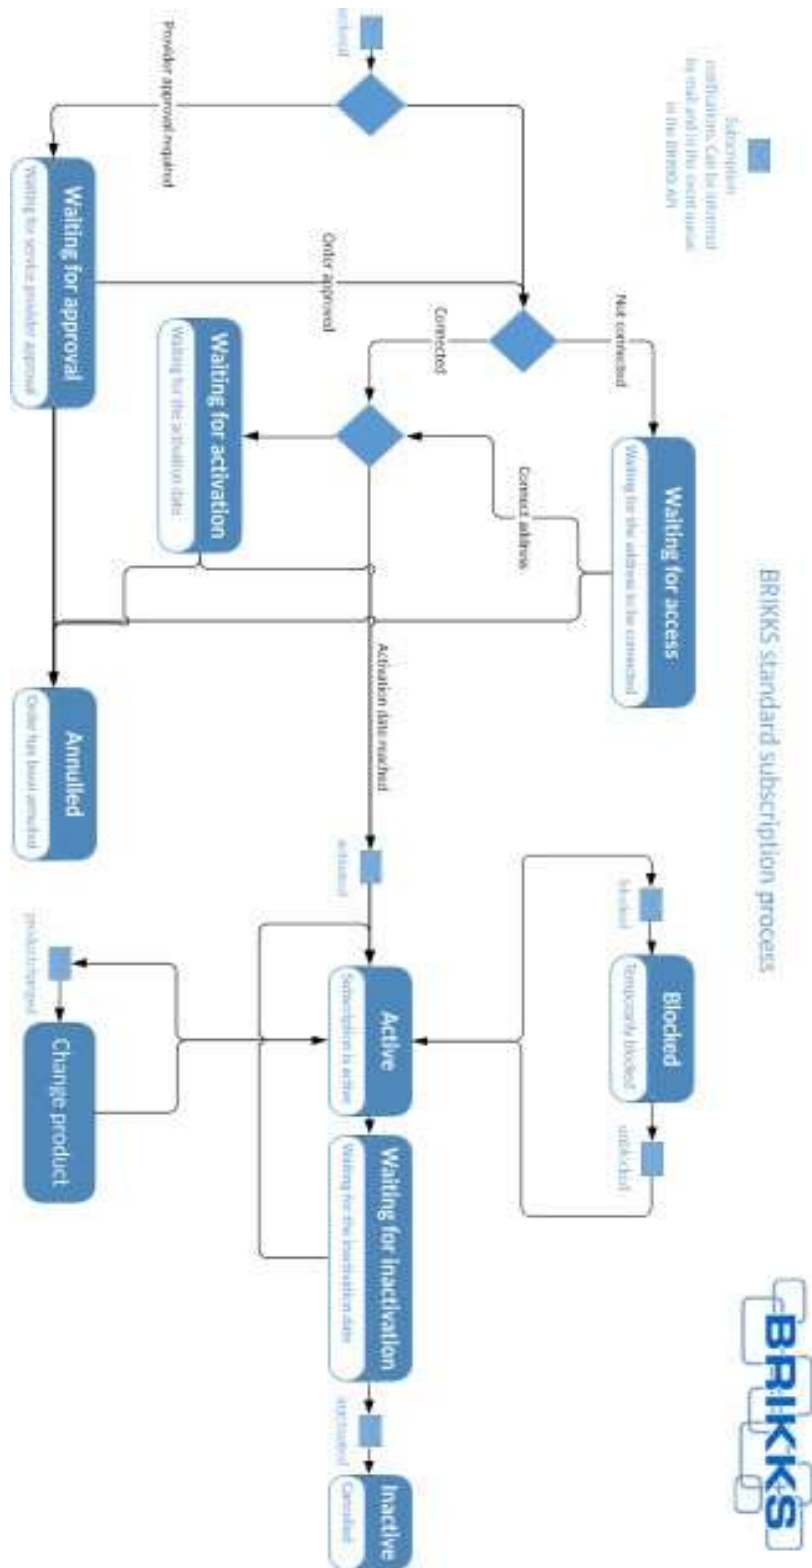 BRIKKS standard subscription process
BRIKKS
Subscription
notifications. Can be informed
by mail and in the event queue
in the BRIKKS API
Not connected
Waiting for access
Waiting for the address to be connected
blocked
Blocked
Temporarily blocked
unblocked
Connected
Connect address
Order approved
Provider approval required
Waiting for activation
Waiting for the activation date
Activation date reached
activated
Active
Subscription is active
Waiting for inactivation
Waiting for the inactivation date
inactivated
Inactive
Cancelled
Waiting for approval
Waiting for service provider approval
Annulled
Order has been annulled
Change product